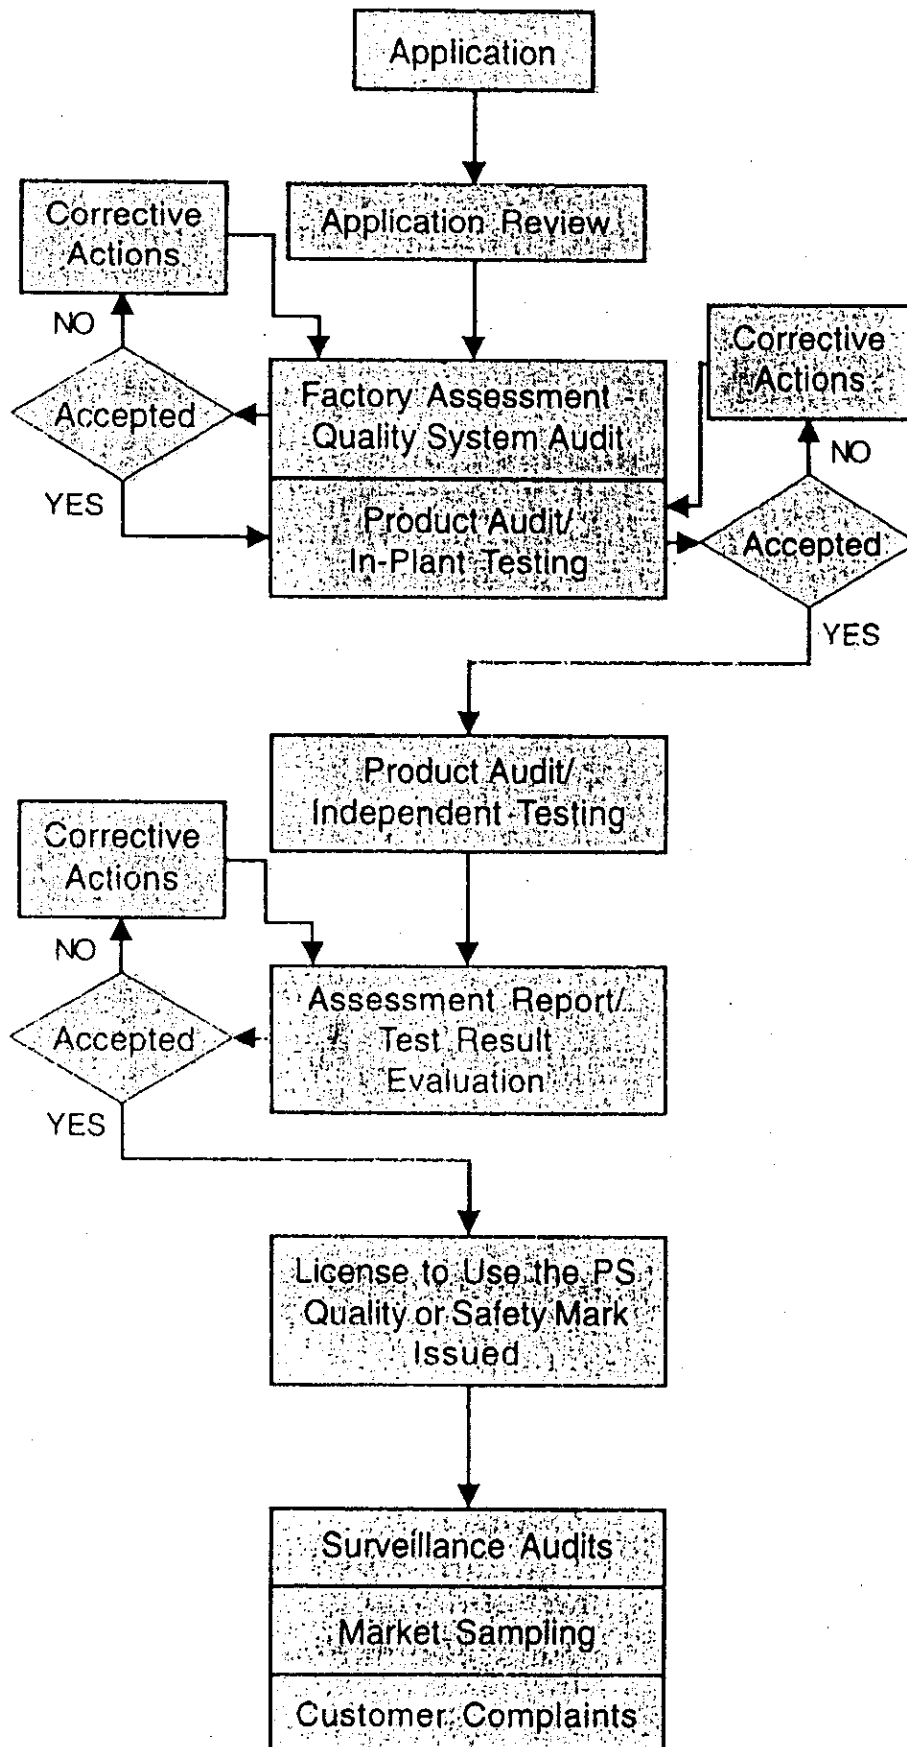 Application
Application Review
Corrective
Actions
NO
Accepted
YES
Factory Assessment -
Quality System Audit
Product Audit/
In-Plant Testing
Corrective
Actions
NO
Accepted
YES
Product Audit/
Independent Testing
Corrective
Actions
NO
Accepted
YES
Assessment Report/
Test Result
Evaluation
License to Use the PS
Quality or Safety Mark
Issued
Surveillance Audits
Market Sampling
Customer Complaints